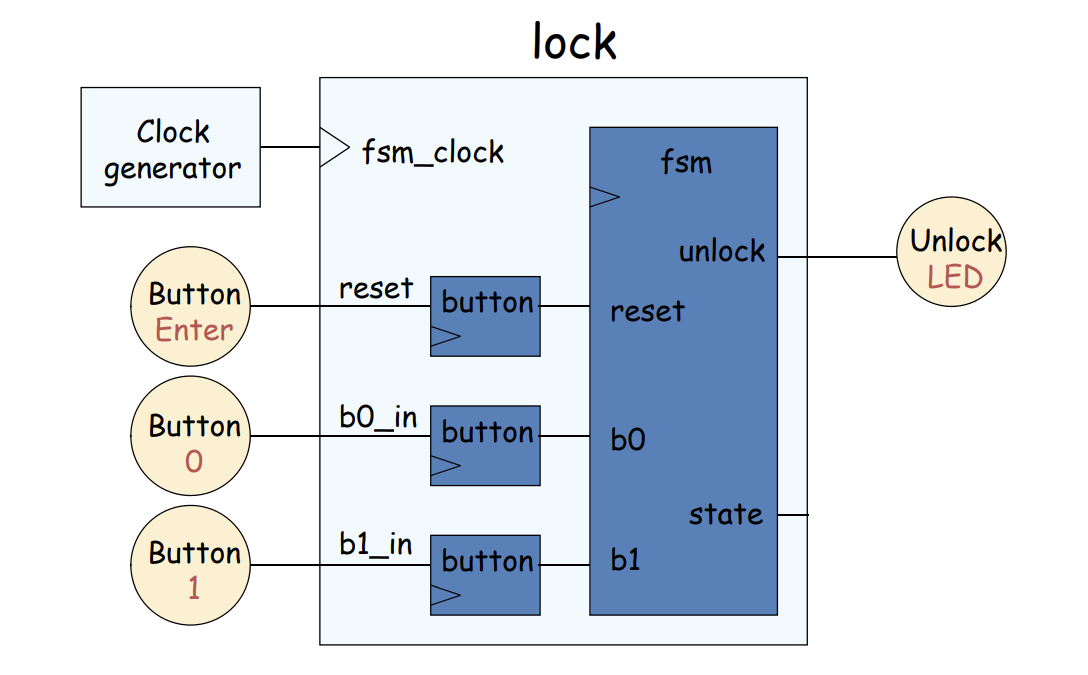 lock
Clock
generator
fsm_clock
fsm
unlock
Unlock
LED
Button
Enter
reset
button
reset
Button
0
b0_in
button
b0
state
Button
1
b1_in
button
b1